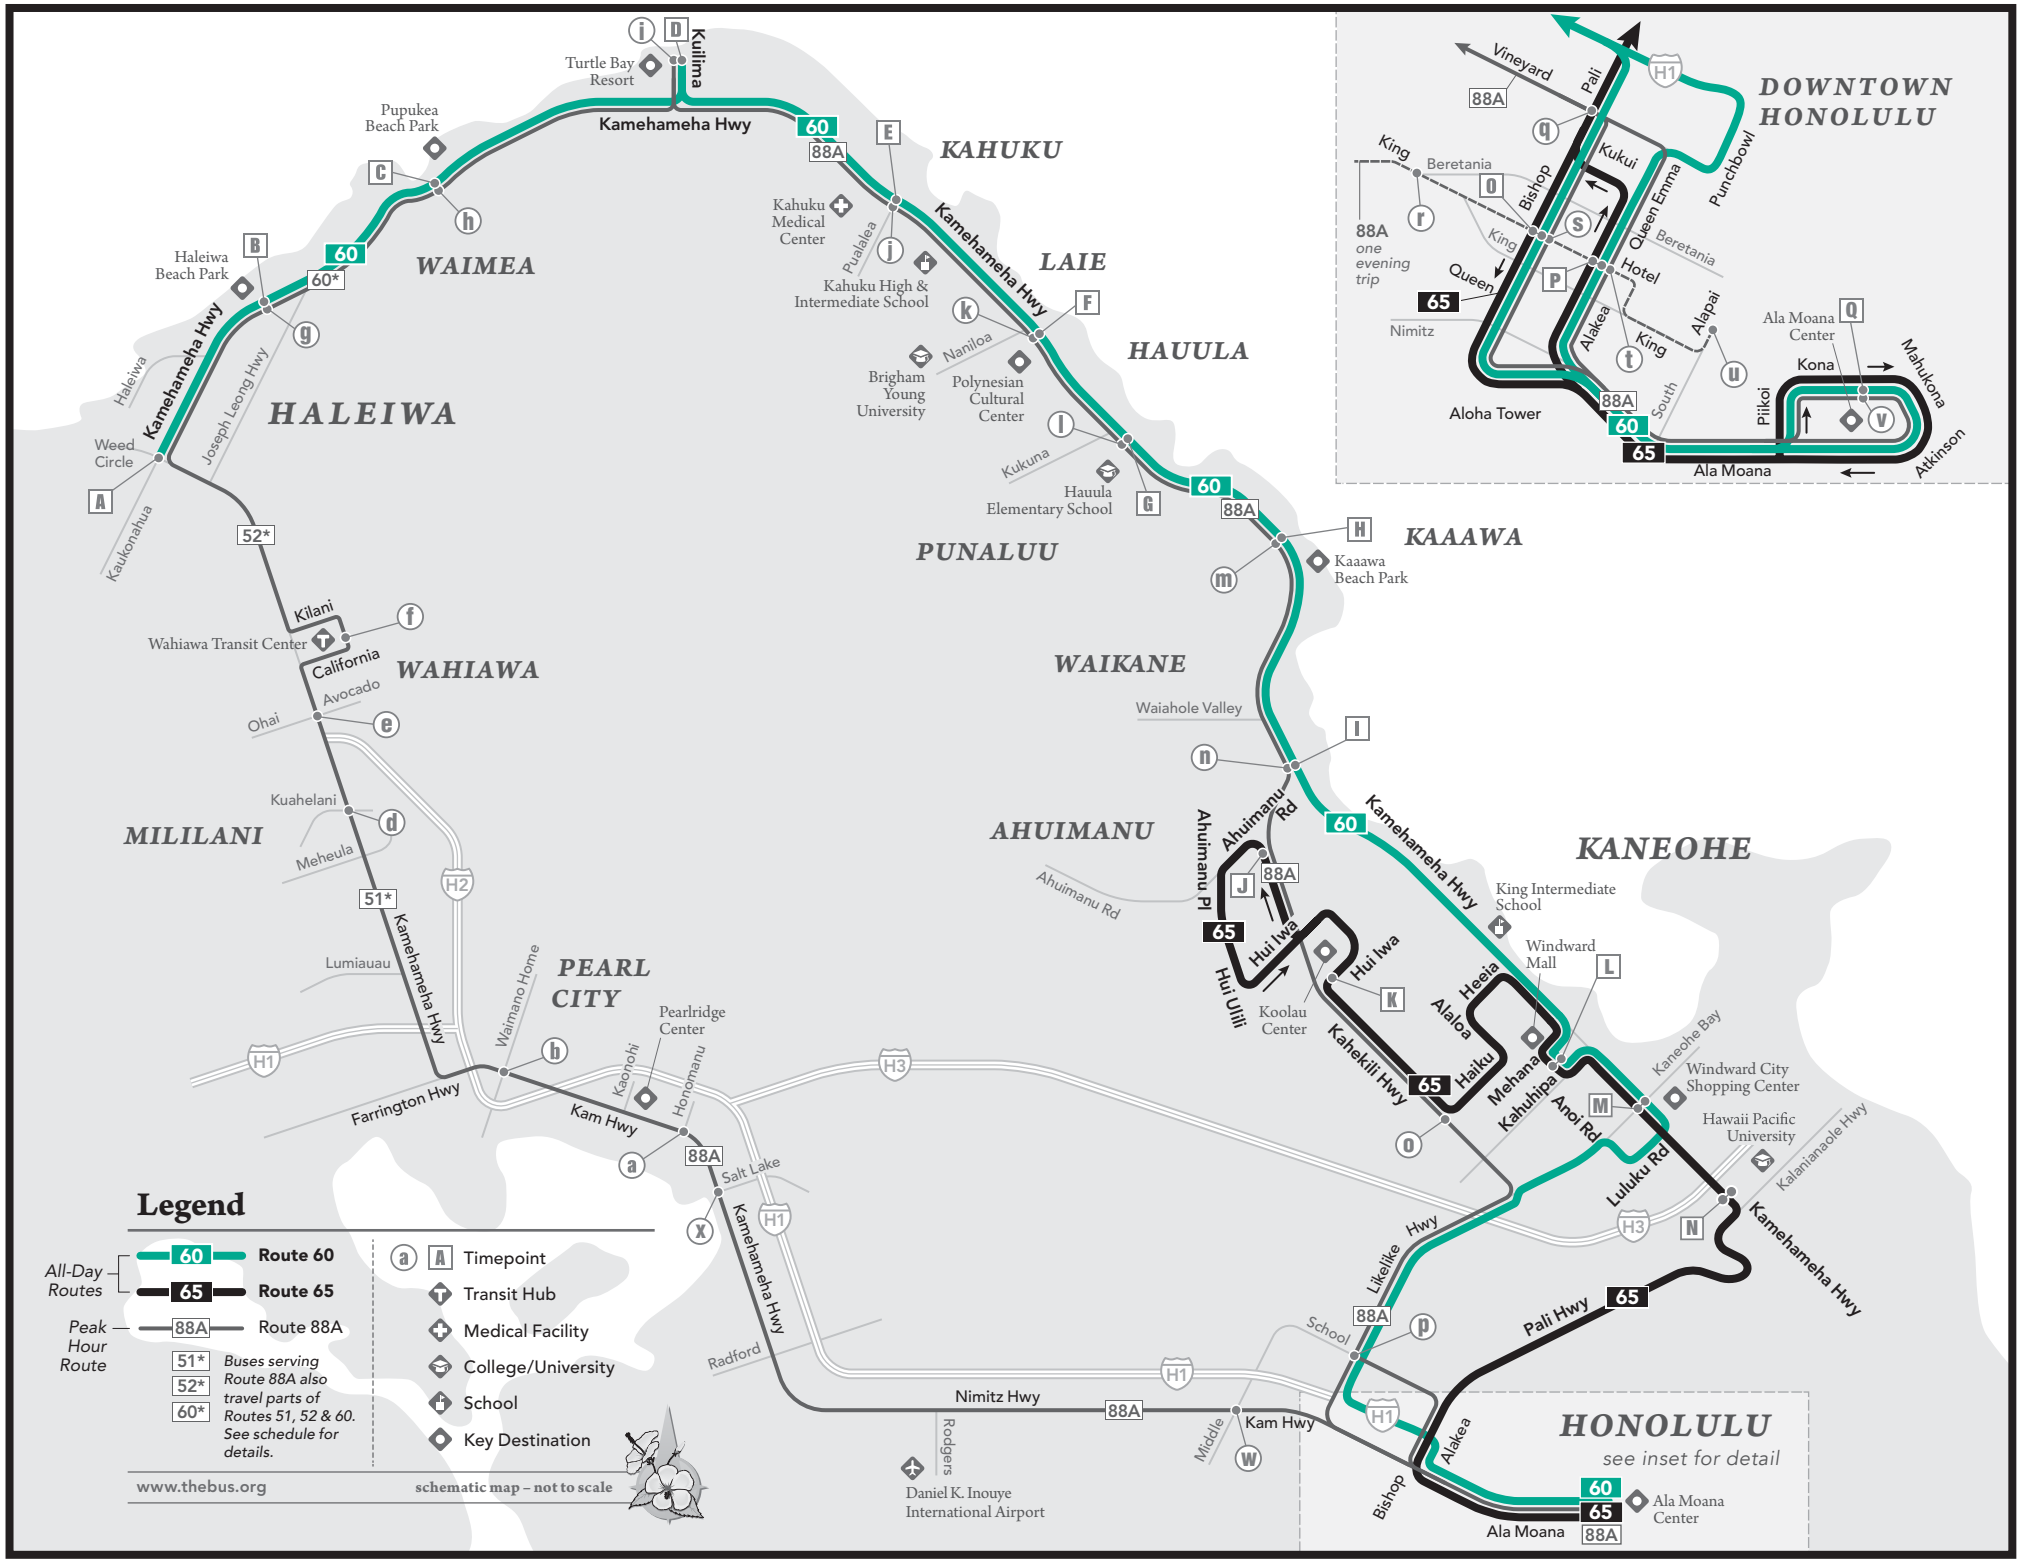 i
D
Kuilima
Turtle Bay
Resort
Pupukea
Beach Park
Kamehameha Hwy
60
88A
E
KAHUKU
C
h
Kahuku
Medical
Center
Pualalea
j
Kamehameha Hwy
Haleiwa
Beach Park
B
60
60*
WAIMEA
g
Kahuku High &
Intermediate School
LAIE
k
F
Naniloa
HAUULA
Brigham
Young
University
Polynesian
Cultural
Center
Haleiwa
Kamehameha Hwy
Joseph Leong Hwy
HALEIWA
Weed
Circle
A
Kaukonahua
l
Kukuna
Hauula
Elementary School
G
60
88A
PUNALUU
H
KAAAWA
Kaaawa
Beach Park
m
52*
Kilani
f
Wahiawa Transit Center
California
WAHIAWA
Avocado
Ohai
e
WAIKANE
Waiahole Valley
n
I
Kuahelani
d
MILILANI
Meheula
51*
H2
Kamehameha Hwy
Lumiauau
AHUIMANU
Ahuimanu Rd
Ahuimanu Pl
Ahuimanu
Rd
J
88A
65
Hui Iwa
Hui Ulili
Hui Iwa
Koolau
Center
K
60
Kamehameha Hwy
KANEOHE
King Intermediate
School
Windward
Mall
L
Heeia
Alaloa
Haiku
Mehana
Kahuhipa
65
Kahekili Hwy
o
Anoi Rd
M
Kaneohe Bay
Windward City
Shopping Center
Hawaii Pacific
University
Kalanianaole Hwy
Luluku Rd
N
H3
Kamehameha Hwy
PEARL
CITY
Waimano Home
Pearlridge
Center
b
Kaonohi
Honomanu
H1
H3
Farrington Hwy
Kam Hwy
a
88A
Salt Lake
x
H1
Kamehameha Hwy
Likelike
Hwy
88A
p
School
Pali Hwy
65
Radford
Nimitz Hwy
88A
H1
Kam Hwy
Middle
w
Rodgers
Daniel K. Inouye
International Airport
H1
HONOLULU
see inset for detail
Alakea
Bishop
60
65
88A
Ala Moana
Ala Moana
Center
DOWNTOWN
HONOLULU
Vineyard
88A
Pali
H1
q
King
Beretania
Kukui
Punchbowl
O
Bishop
r
s
Queen Emma
88A
one
evening
trip
King
Beretania
Queen
P
Hotel
65
Nimitz
Alakea
Alapai
King
t
u
Aloha Tower
88A
South
60
65
Ala Moana
Ala Moana
Center
Q
Kona
Mahukona
Piikoi
v
Atkinson
Legend
All-Day
Routes
60
Route 60
65
Route 65
Peak
Hour
Route
88A
Route 88A
51*
52*
60*
Buses serving
Route 88A also
travel parts of
Routes 51, 52 & 60.
See schedule for
details.
a
A
Timepoint
Transit Hub
Medical Facility
College/University
School
Key Destination
www.thebus.org
schematic map – not to scale